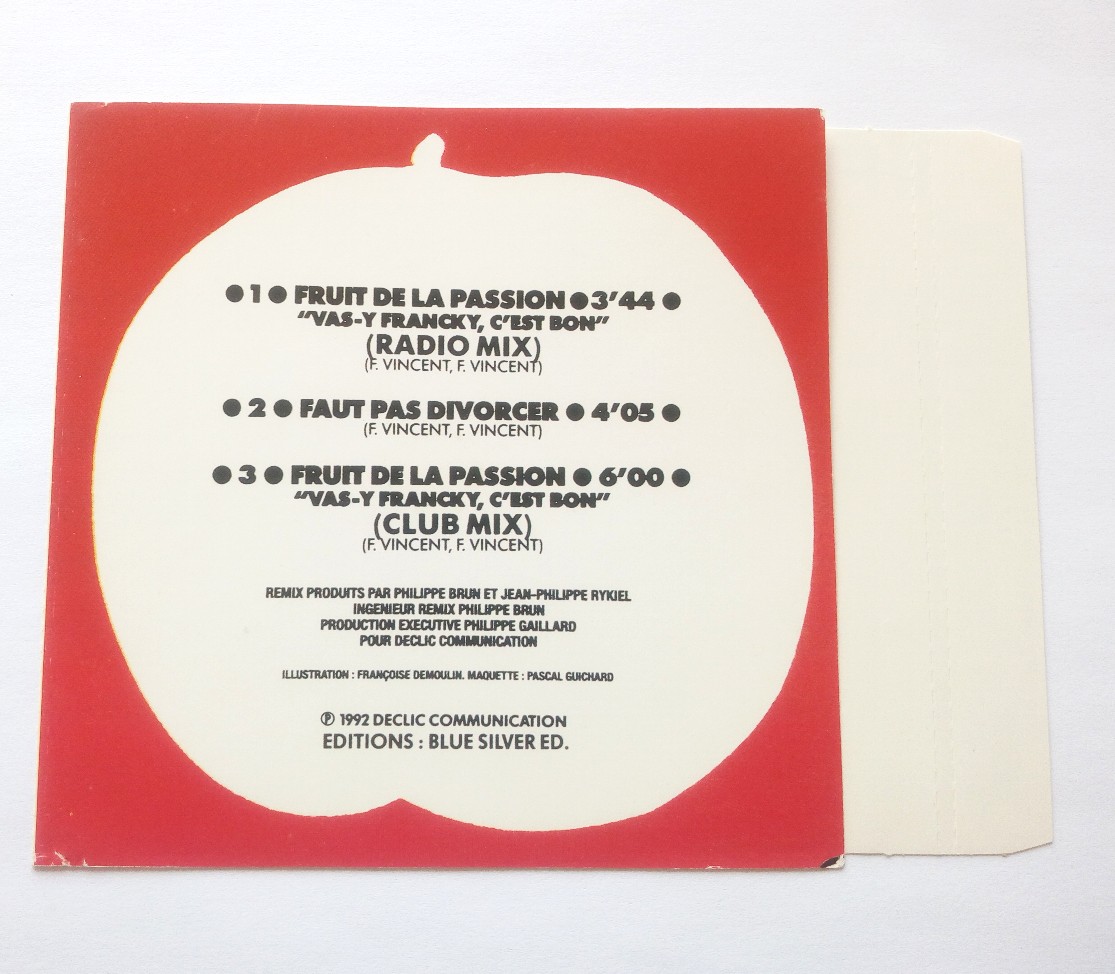 ●1● FRUIT DE LA PASSION ●3'44 ●
"VAS-Y FRANCKY, C'EST BON"
(RADIO MIX)
(F. VINCENT, F. VINCENT)
● 2 ● FAUT PAS DIVORCER ● 4'05 ●
(F. VINCENT, F. VINCENT)
● 3 ● FRUIT DE LA PASSION ● 6'00 ●
"VAS-Y FRANCKY, C'EST BON"
(CLUB MIX)
(F. VINCENT, F. VINCENT)
REMIX PRODUITS PAR PHILIPPE BRUN ET JEAN-PHILIPPE RYKIEL
INGENIEUR REMIX PHILIPPE BRUN
PRODUCTION EXECUTIVE PHILIPPE GAILLARD
POUR DECLIC COMMUNICATION
ILLUSTRATION : FRANÇOISE DEMOULIN. MAQUETTE : PASCAL GUICHARD
℗ 1992 DECLIC COMMUNICATION
EDITIONS : BLUE SILVER ED.